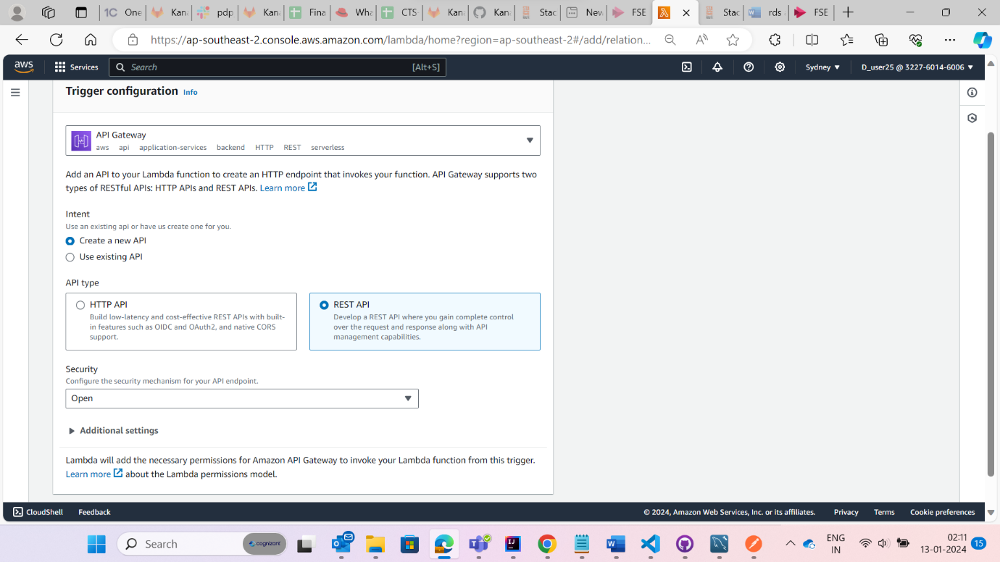 1C One
Kana
pdp
Kana
Fina
Wha
CTS-
Kana
Kana
Stac
New
FSE
Stac
rds
FSE
https://ap-southeast-2.console.aws.amazon.com/lambda/home?region=ap-southeast-2#/add/relation...
aws
Services
Search
[Alt+S]
Sydney
D_user25 @ 3227-6014-6006
Trigger configuration Info
API Gateway
aws api application-services backend HTTP REST serverless
Add an API to your Lambda function to create an HTTP endpoint that invokes your function. API Gateway supports two
types of RESTful APIs: HTTP APIs and REST APIs. Learn more
Intent
Use an existing api or have us create one for you.
Create a new API
Use existing API
API type
HTTP API
Build low-latency and cost-effective REST APIs with built-
in features such as OIDC and OAuth2, and native CORS
support.
REST API
Develop a REST API where you gain complete control
over the request and response along with API
management capabilities.
Security
Configure the security mechanism for your API endpoint.
Open
Additional settings
Lambda will add the necessary permissions for Amazon API Gateway to invoke your Lambda function from this trigger.
Learn more about the Lambda permissions model.
CloudShell Feedback
© 2024, Amazon Web Services, Inc. or its affiliates. Privacy Terms Cookie preferences
Search
cognizant
ENG
IN
02:11
13-01-2024
15